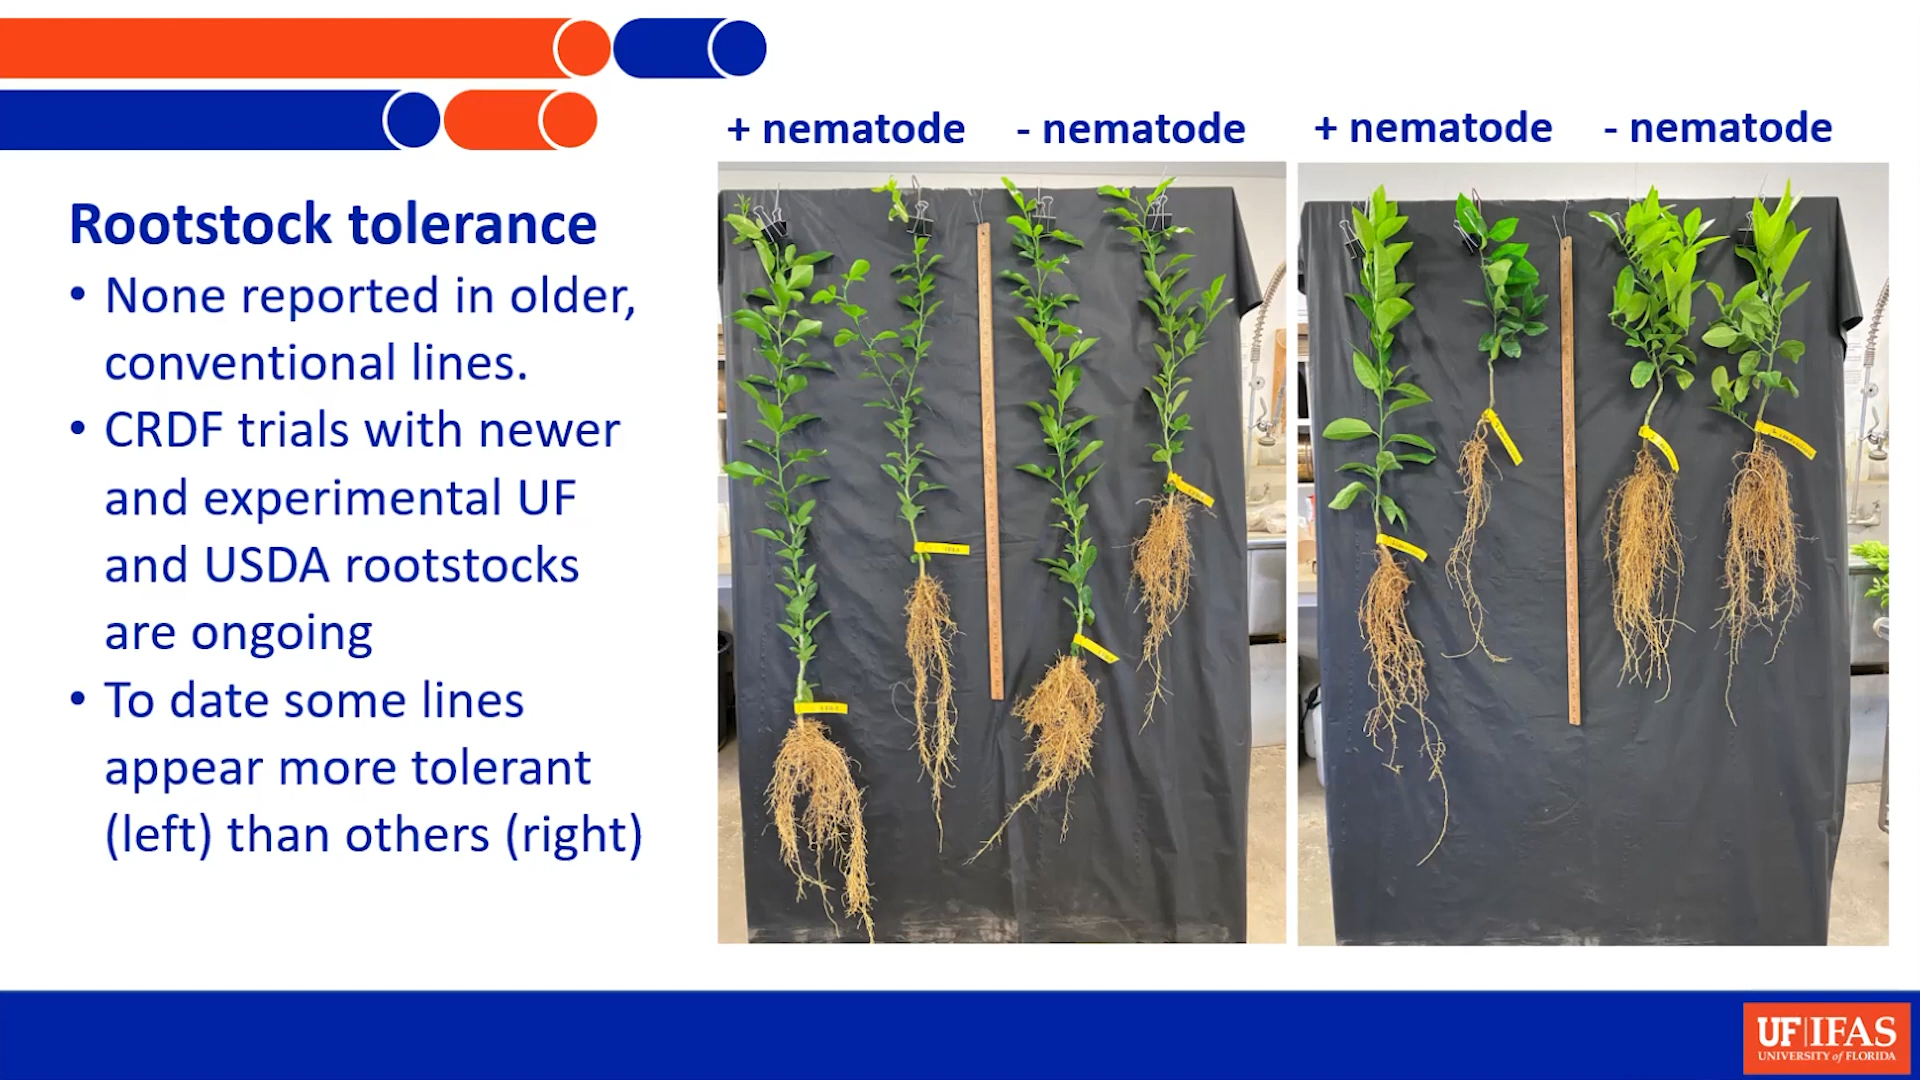 + nematode - nematode + nematode - nematode
Rootstock tolerance
• None reported in older,
conventional lines.
• CRDF trials with newer
and experimental UF
and USDA rootstocks
are ongoing
• To date some lines
appear more tolerant
(left) than others (right)
UF|IFAS
UNIVERSITY of FLORIDA